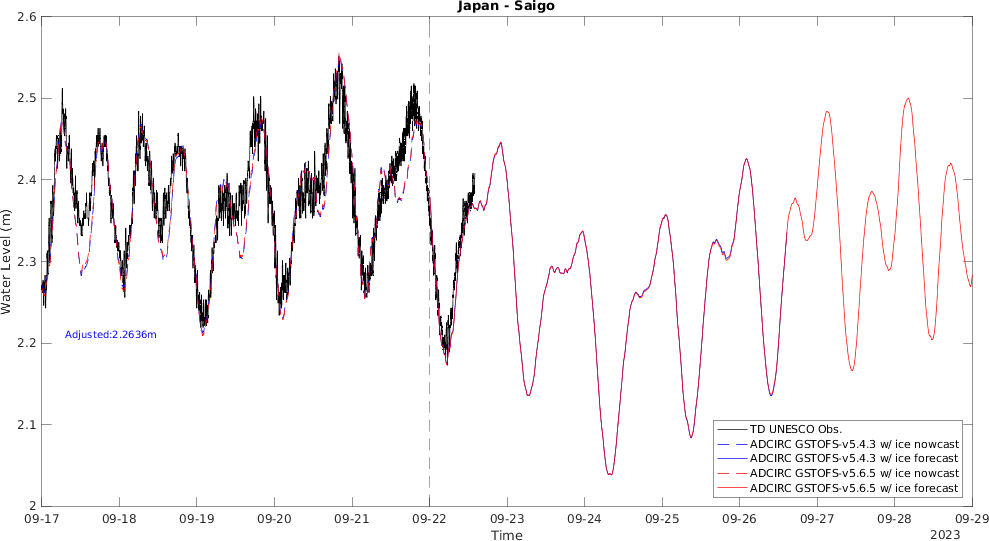 Japan - Saigo
2.6
2.5
2.4
2.3
2.2
2.1
2
Water Level (m)
Adjusted:2.2636m
TD UNESCO Obs.
ADCIRC GSTOFS-v5.4.3 w/ ice nowcast
ADCIRC GSTOFS-v5.4.3 w/ ice forecast
ADCIRC GSTOFS-v5.6.5 w/ ice nowcast
ADCIRC GSTOFS-v5.6.5 w/ ice forecast
09-17 09-18 09-19 09-20 09-21 09-22 09-23 09-24 09-25 09-26 09-27 09-28 09-29
Time
2023